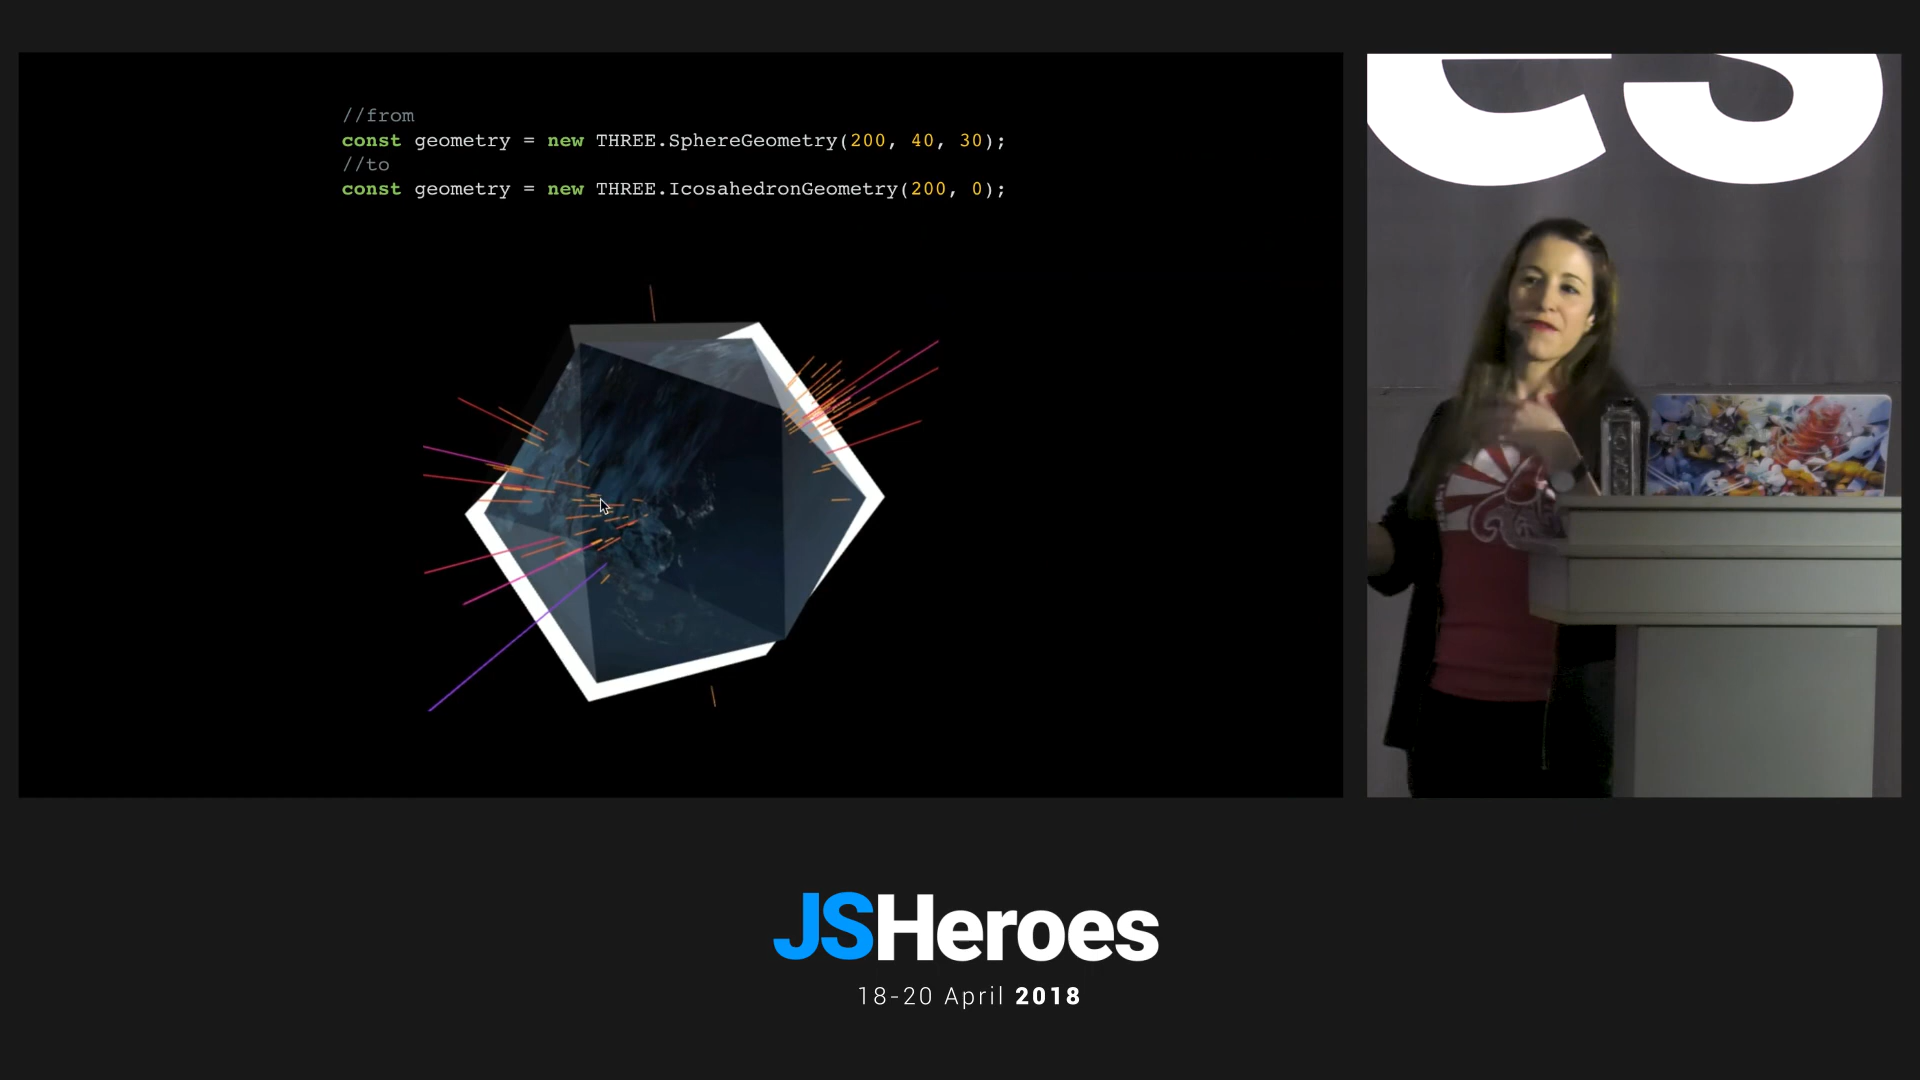 //from
const geometry = new THREE.SphereGeometry(200, 40, 30);
//to
const geometry = new THREE.IcosahedronGeometry(200, 0);
es
JSHeroes
18-20 April 2018